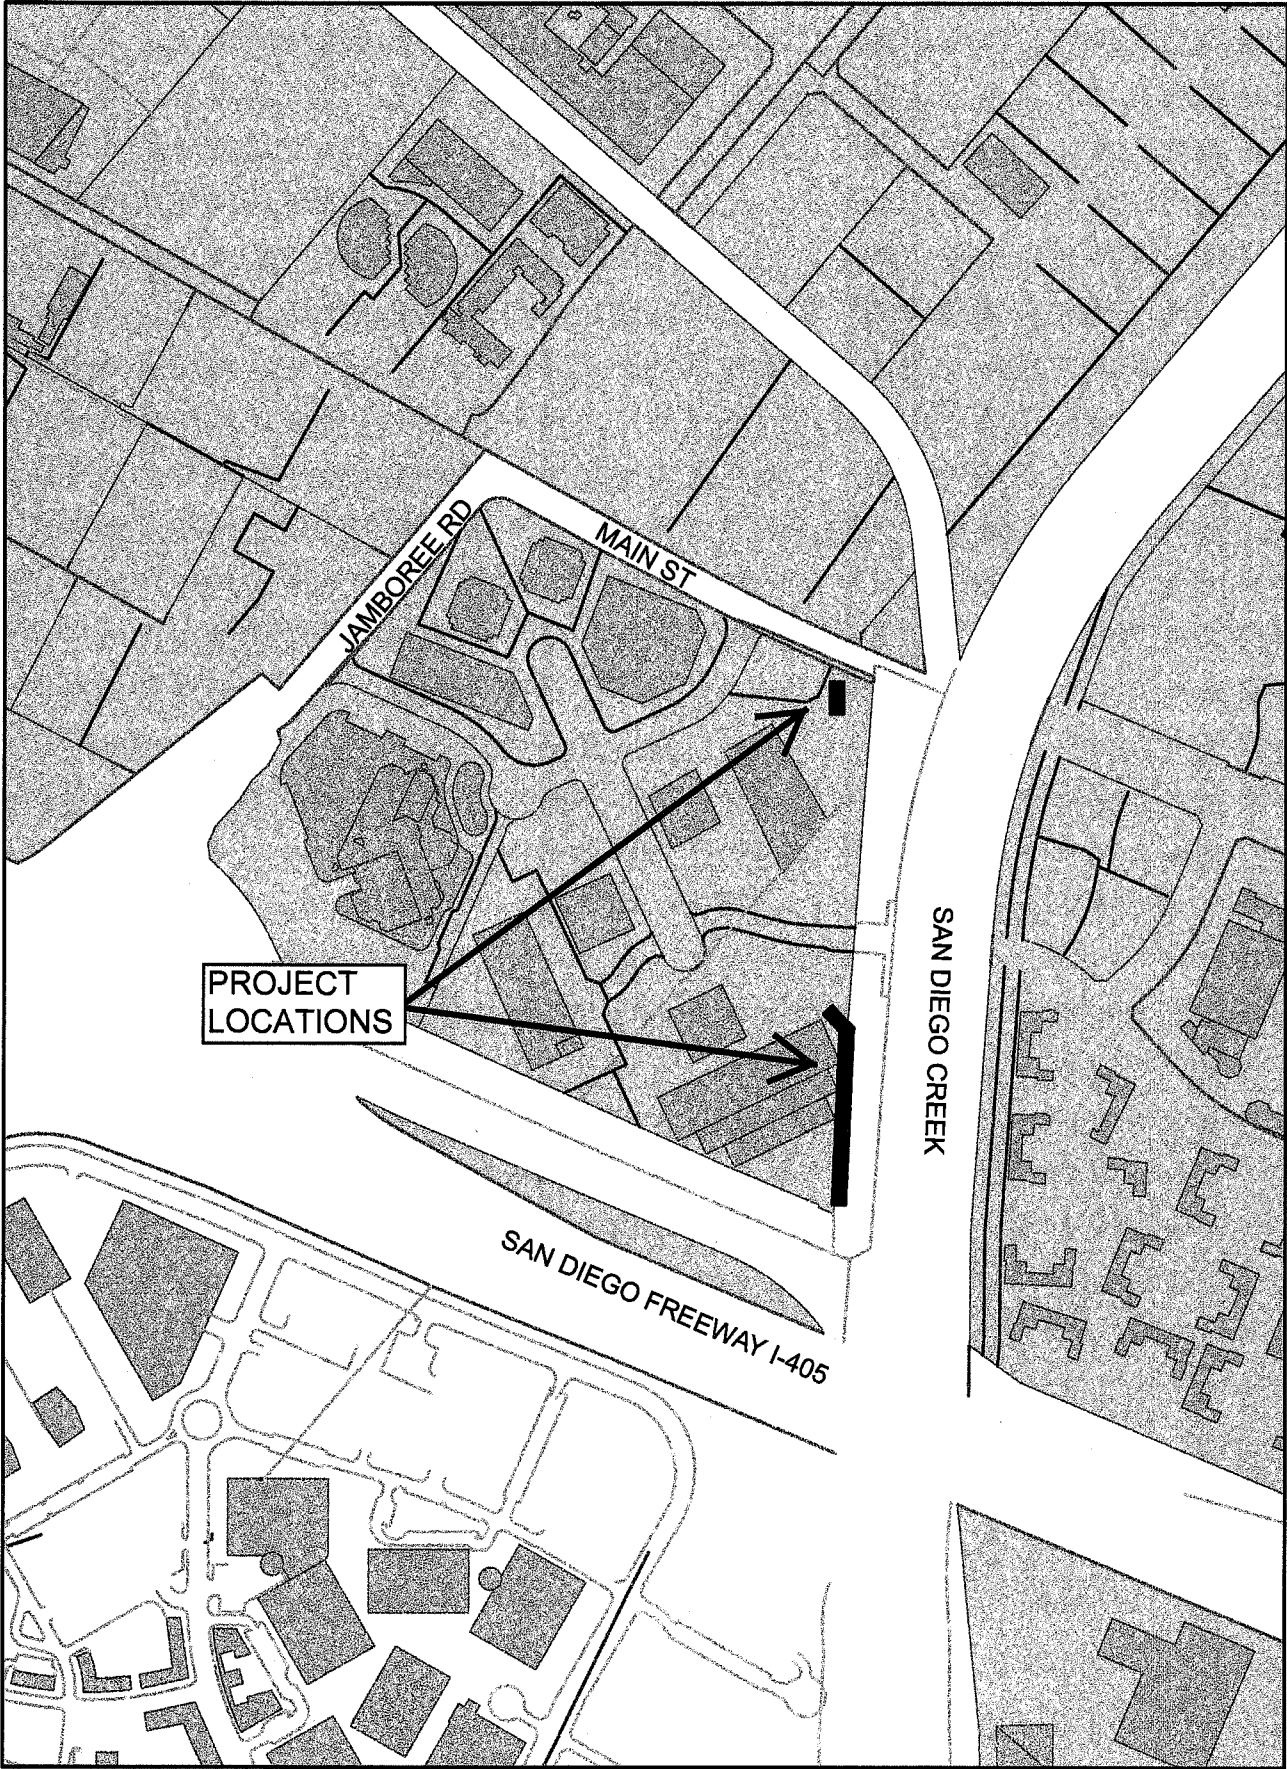 JAMBOREE RD
MAIN ST
SAN DIEGO CREEK
PROJECT
LOCATIONS
SAN DIEGO FREEWAY I-405